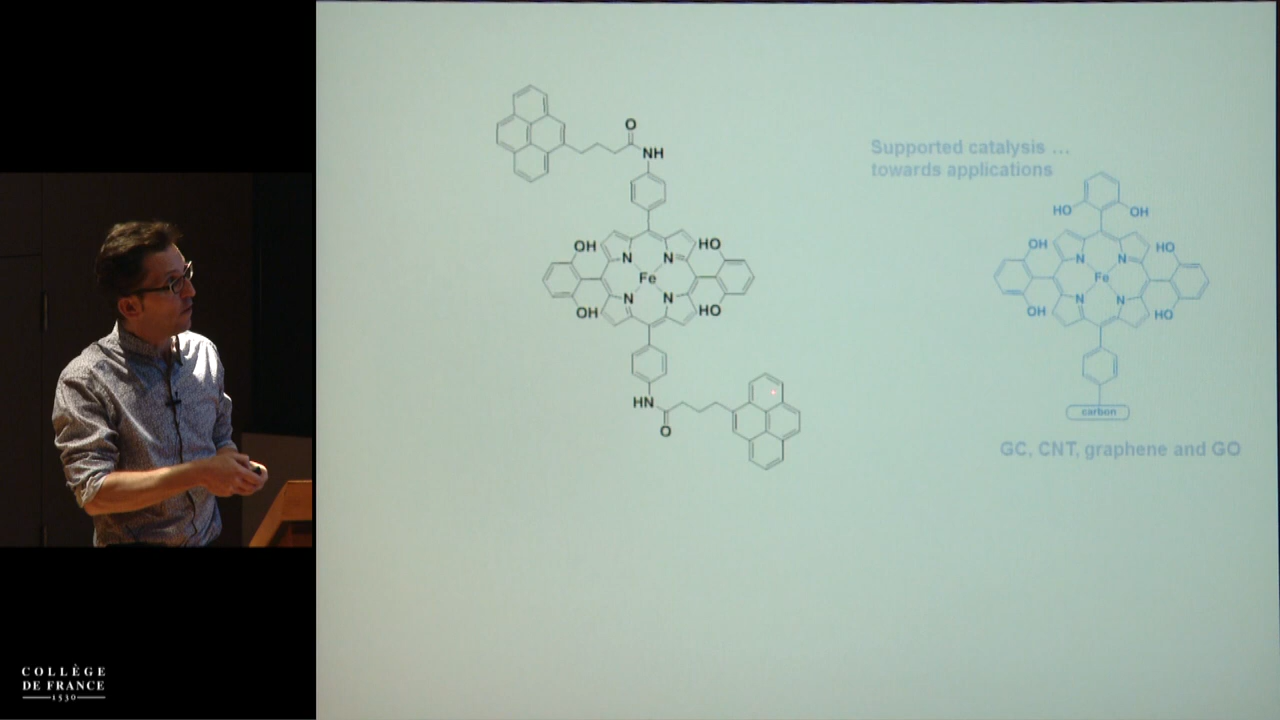 O
NH
OH
HO
N
N
Fe
N
N
OH
HO
HN
O
Supported catalysis ...
towards applications
HO
OH
OH
HO
N
N
Fe
N
N
OH
HO
carbon
GC, CNT, graphene and GO
COLLÈGE
DE FRANCE
1530